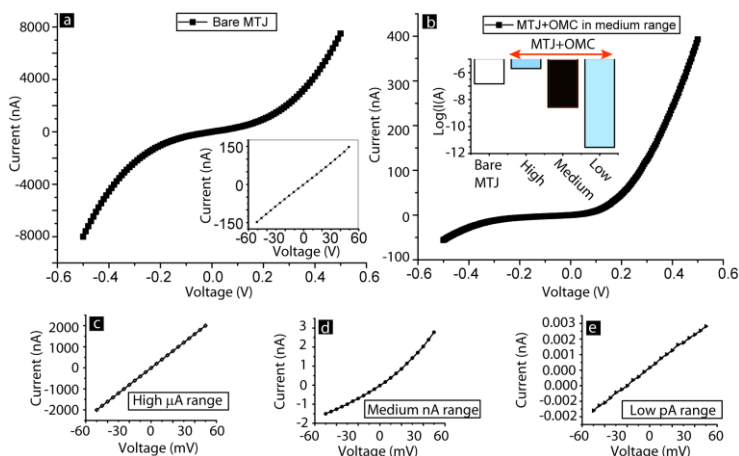 a
Bare MTJ
8000
4000
0
-4000
-8000
Current (nA)
-0.6 -0.4 -0.2 0.0 0.2 0.4 0.6
Voltage (V)
150
0
-150
Current (nA)
-60 -30 0 30 60
Voltage (V)
b
MTJ+OMC in medium range
400
300
200
100
0
-100
Current (nA)
-0.6 -0.4 -0.2 0.0 0.2 0.4 0.6
Voltage (V)
MTJ+OMC
-6
-8
-10
-12
Log(I(A)
Bare
MTJ
High
Medium
Low
c
2000
1000
0
-1000
-2000
Current (nA)
High μA range
-60 -30 0 30 60
Voltage (mV)
d
3
2
1
0
-1
-2
Current (nA)
Medium nA range
-60 -30 0 30 60
Voltage (mV)
e
0.003
0.002
0.002
0.001
0.000
0.000
-0.001
-0.002
-0.002
Current (nA)
Low pA range
-60 -30 0 30 60
Voltage (mV)